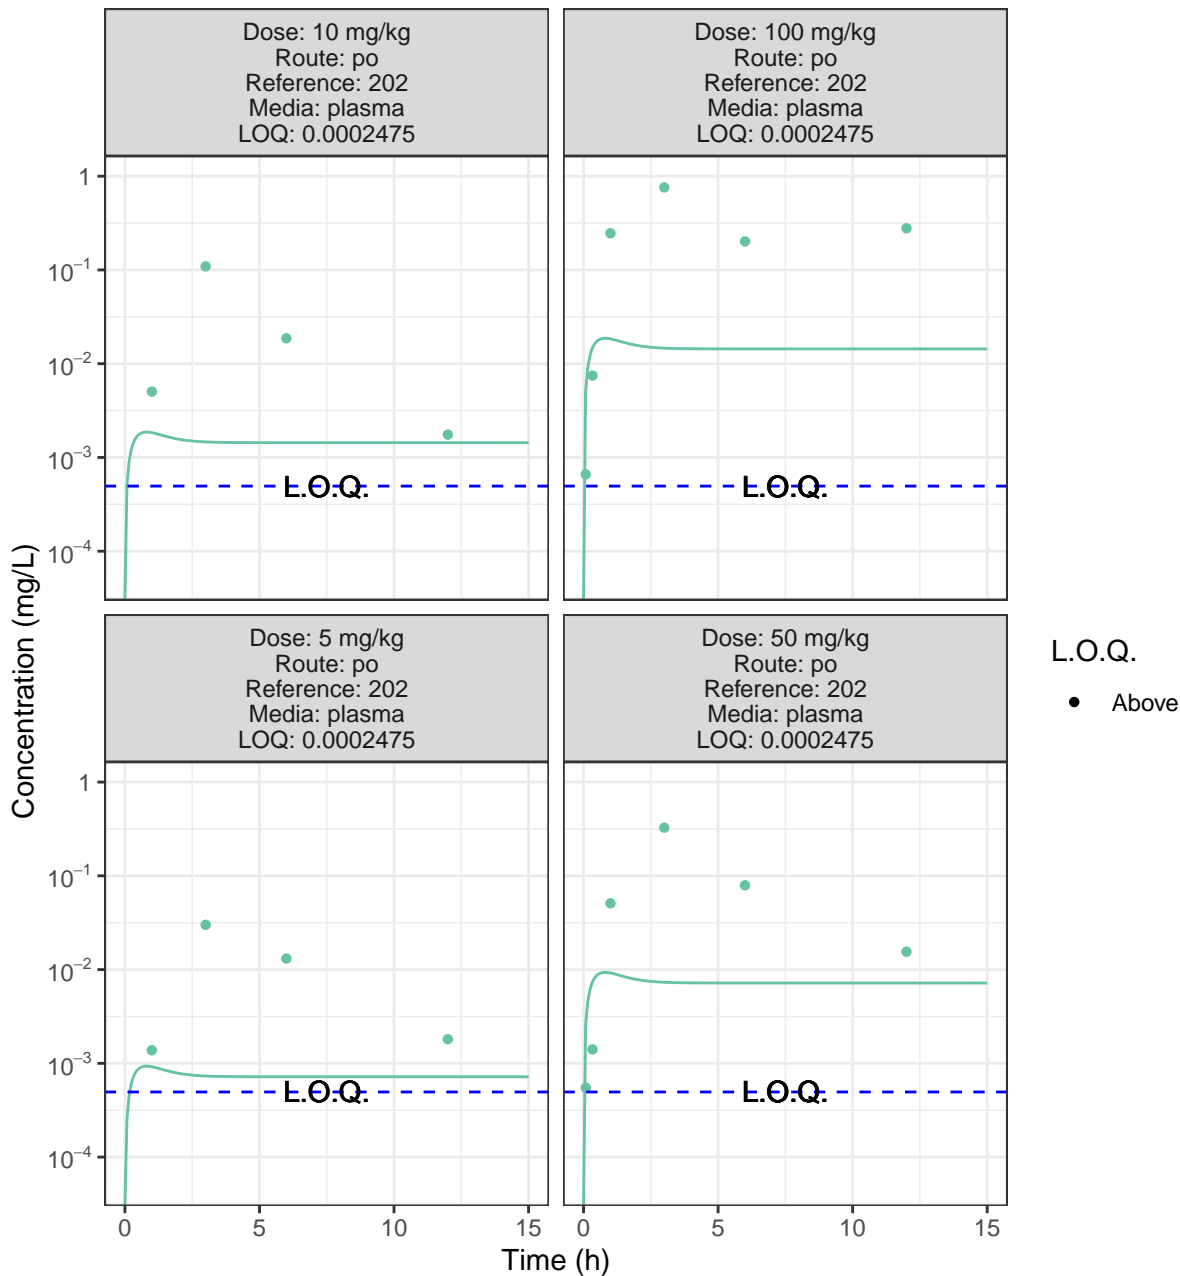 Dose: 10 mg/kg
Route: po
Reference: 202
Media: plasma
LOQ: 0.0002475
Dose: 100 mg/kg
Route: po
Reference: 202
Media: plasma
LOQ: 0.0002475
1
10⁻¹
10⁻²
10⁻³
10⁻⁴
L.O.Q.
L.O.Q.
Concentration (mg/L)
Dose: 5 mg/kg
Route: po
Reference: 202
Media: plasma
LOQ: 0.0002475
Dose: 50 mg/kg
Route: po
Reference: 202
Media: plasma
LOQ: 0.0002475
1
10⁻¹
10⁻²
10⁻³
10⁻⁴
L.O.Q.
L.O.Q.
0 5 10 15
0 5 10 15
Time (h)
L.O.Q.
Above